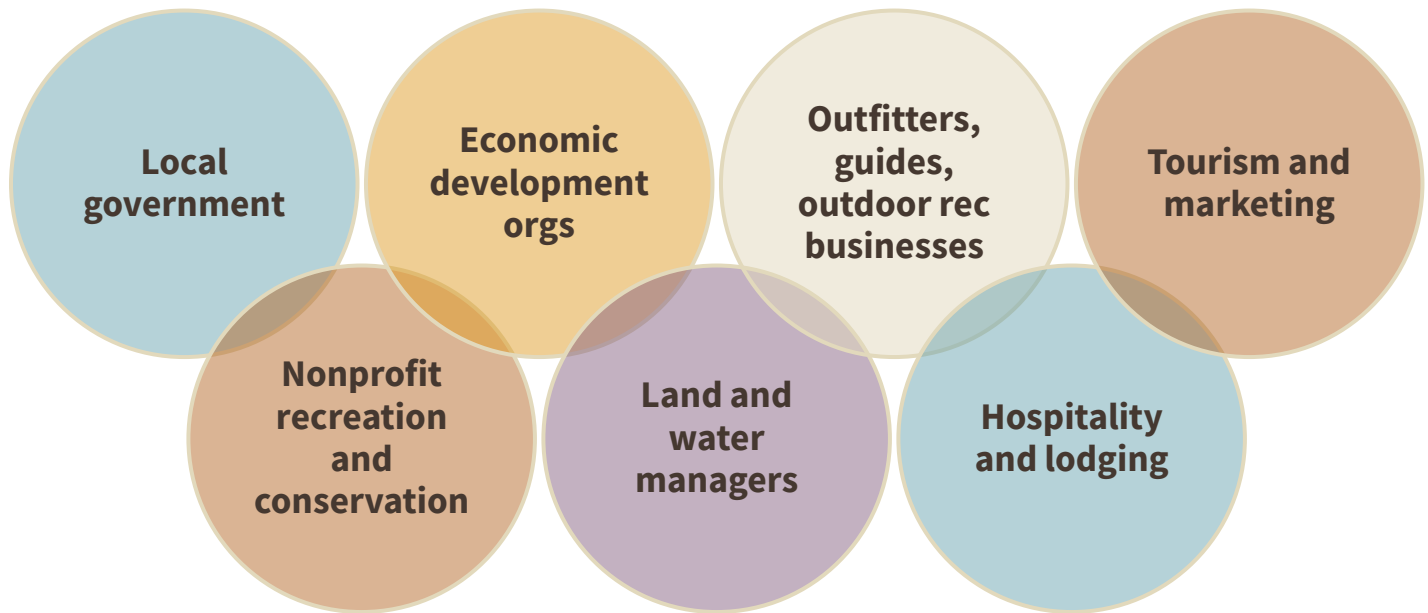 Local
government
Economic
development
orgs
Outfitters,
guides,
outdoor rec
businesses
Tourism and
marketing
Nonprofit
recreation
and
conservation
Land and
water
managers
Hospitality
and lodging